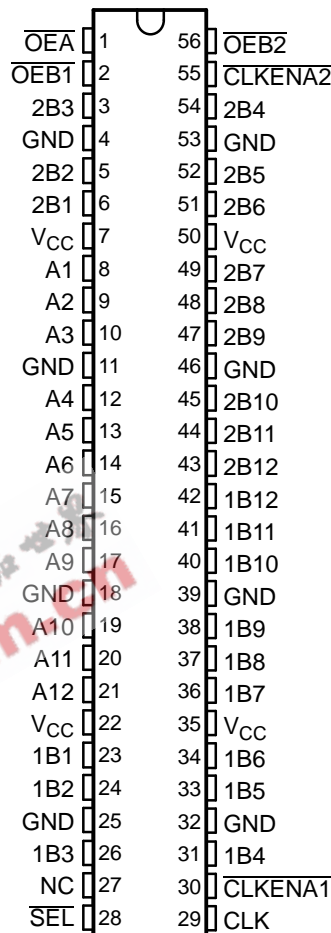 OEA 1 56 OEB2
OEB1 2 55 CLKENA2
2B3 3 54 2B4
GND 4 53 GND
2B2 5 52 2B5
2B1 6 51 2B6
VCC 7 50 VCC
A1 8 49 2B7
A2 9 48 2B8
A3 10 47 2B9
GND 11 46 GND
A4 12 45 2B10
A5 13 44 2B11
A6 14 43 2B12
A7 15 42 1B12
A8 16 41 1B11
A9 17 40 1B10
GND 18 39 GND
A10 19 38 1B9
A11 20 37 1B8
A12 21 36 1B7
VCC 22 35 VCC
1B1 23 34 1B6
1B2 24 33 1B5
GND 25 32 GND
1B3 26 31 1B4
NC 27 30 CLKENA1
SEL 28 29 CLK